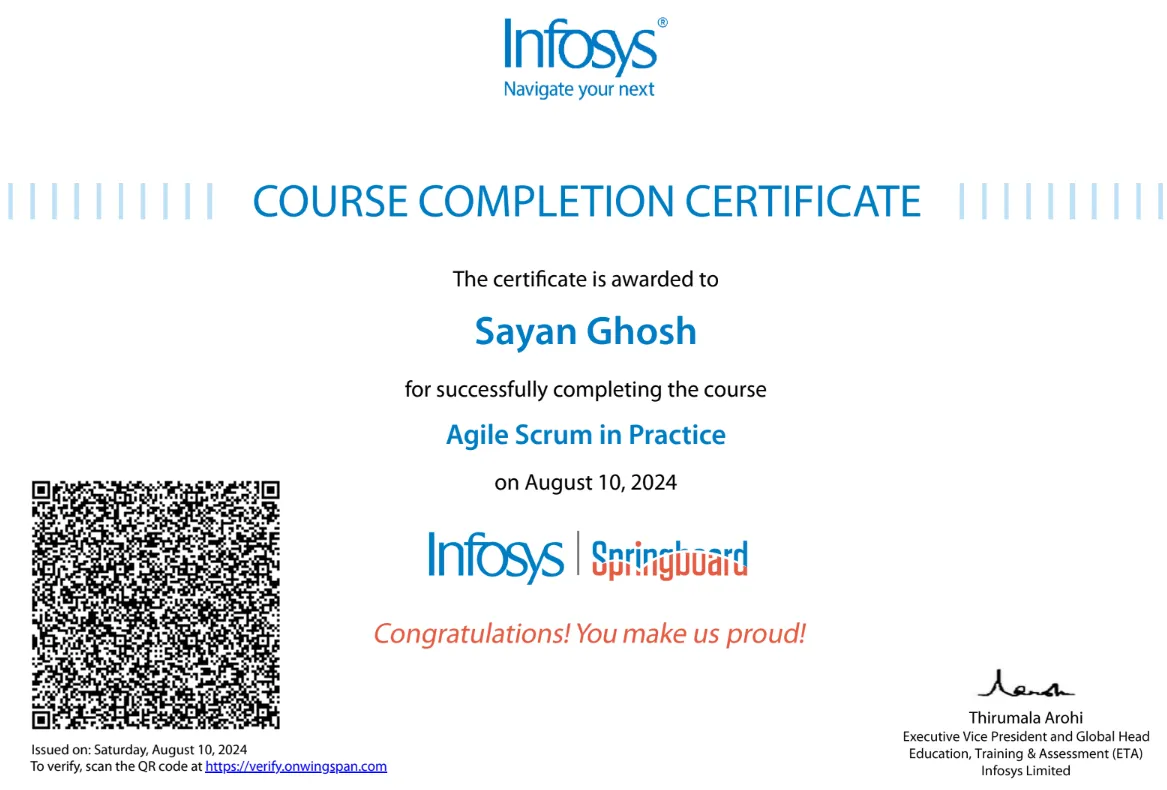 Infosys®
Navigate your next
COURSE COMPLETION CERTIFICATE
The certificate is awarded to
Sayan Ghosh
for successfully completing the course
Agile Scrum in Practice
on August 10, 2024
Infosys | Springboard
Congratulations! You make us proud!
Issued on: Saturday, August 10, 2024
To verify, scan the QR code at https://verify.onwingspan.com
Thirumala Arohi
Executive Vice President and Global Head
Education, Training & Assessment (ETA)
Infosys Limited